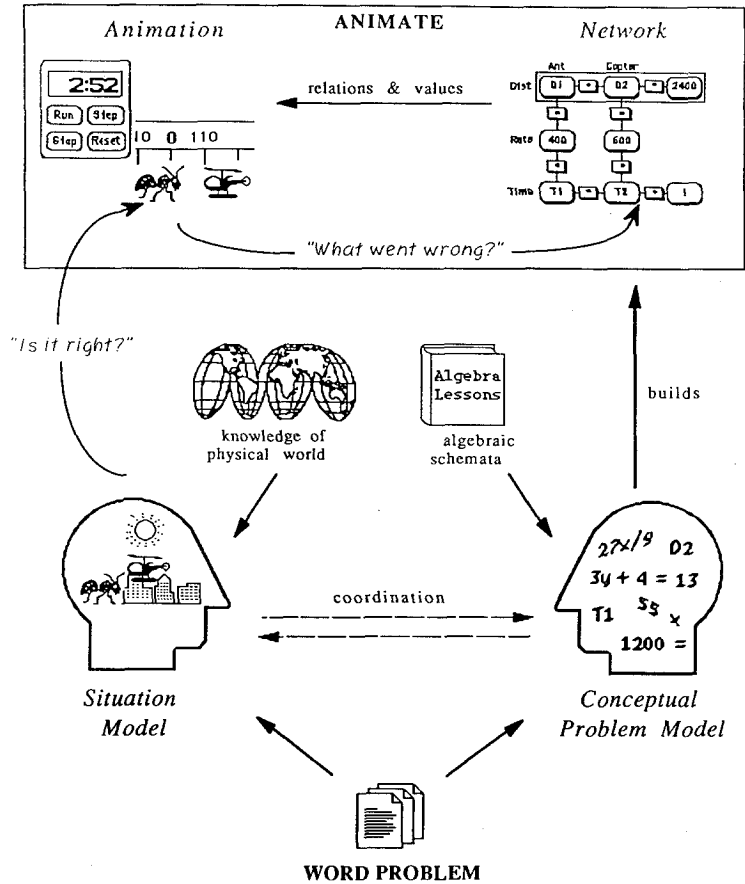 ANIMATE
Animation
Network
2:52
Run
Step
Stop
Reset
10 0 110
relations & values
Ant Copter
Dist D1 D2 2400
Rate 400 600
Time T1 T2 1
"What went wrong?"
"Is it right?"
Algebra
Lessons
knowledge of
physical world
algebraic
schemata
builds
27x/9 D2
3y + 4 = 13
T1 55 x
1200 =
coordination
Situation
Model
Conceptual
Problem Model
WORD PROBLEM